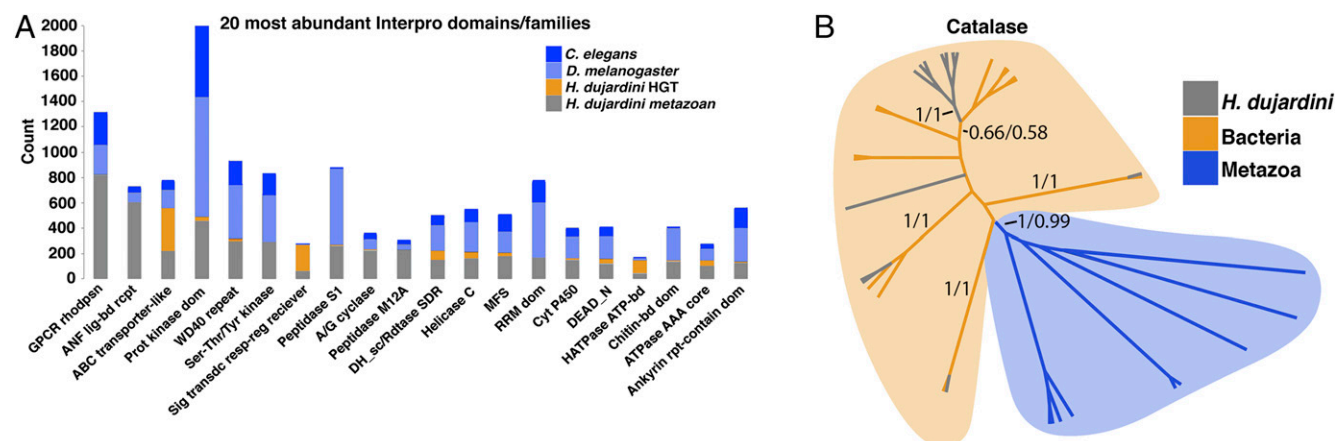 A
20 most abundant Interpro domains/families
2000
1800
1600
1400
1200
1000
800
600
400
200
0
Count
C. elegans
D. melanogaster
H. dujardini HGT
H. dujardini metazoan
GPCR rhodpsn
ANF lig-bd rcpt
ABC transporter-like
Prot kinase dom
WD40 repeat
Ser-Thr/Tyr kinase
Sig transdc resp-reg reciever
Peptidase S1
A/G cyclase
Peptidase M12A
DH_sc/Rdtase SDR
Helicase C
MFS
RRM dom
Cyt P450
DEAD_N
HATPase ATP-bd
Chitin-bd dom
ATPase AAA core
Ankyrin rpt-contain dom
B
Catalase
1/1
0.66/0.58
1/1
1/1
1/0.99
1/1
H. dujardini
Bacteria
Metazoa